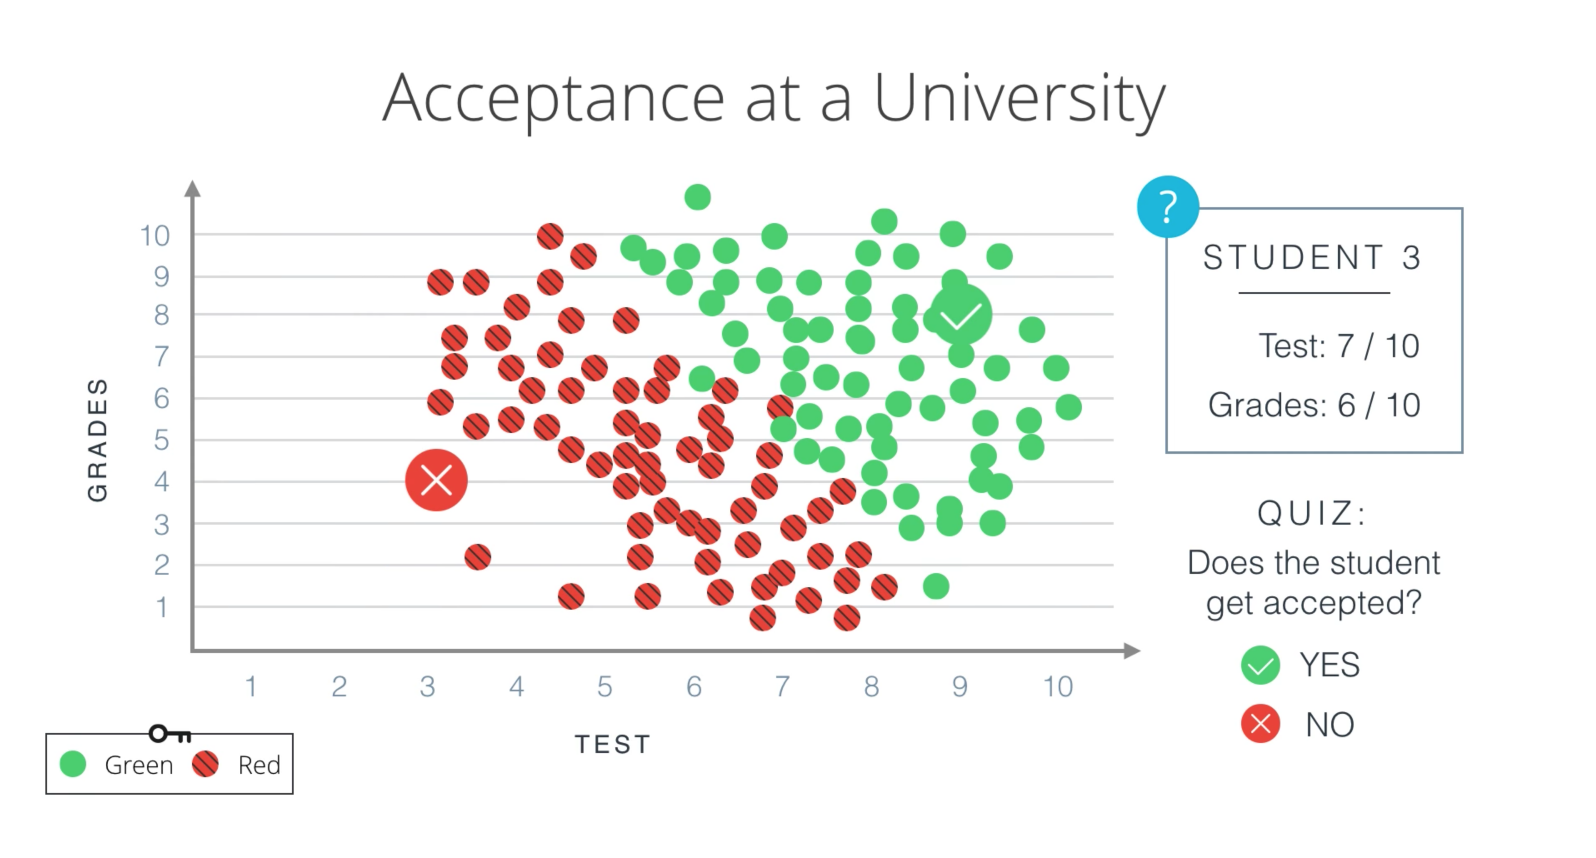 Acceptance at a University
10
9
8
7
6
5
4
3
2
1
GRADES
1 2 3 4 5 6 7 8 9 10
TEST
Green Red
?
STUDENT 3
Test: 7 / 10
Grades: 6 / 10
QUIZ:
Does the student
get accepted?
YES
NO